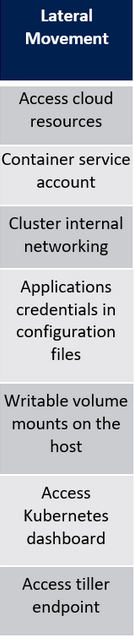 Lateral
Movement
Access cloud
resources
Container service
account
Cluster internal
networking
Applications
credentials in
configuration
files
Writable volume
mounts on the
host
Access
Kubernetes
dashboard
Access tiller
endpoint